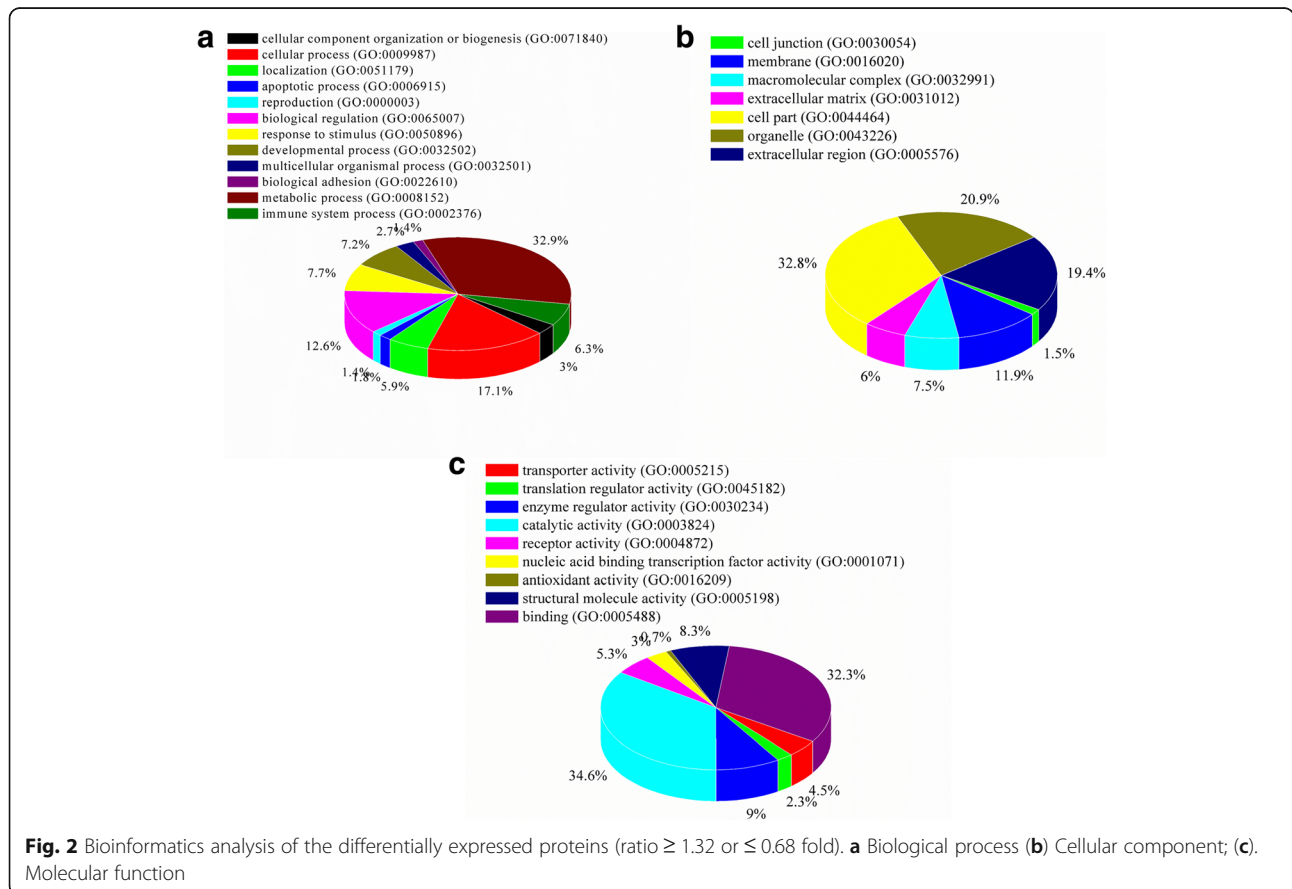 a
cellular component organization or biogenesis (GO:0071840)
cellular process (GO:0009987)
localization (GO:0051179)
apoptotic process (GO:0006915)
reproduction (GO:0000003)
biological regulation (GO:0065007)
response to stimulus (GO:0050896)
developmental process (GO:0032502)
multicellular organismal process (GO:0032501)
biological adhesion (GO:0022610)
metabolic process (GO:0008152)
immune system process (GO:0002376)
2.7%
1.4%
32.9%
7.2%
7.7%
12.6%
1.4%
1.8%
5.9%
17.1%
3%
6.3%
b
cell junction (GO:0030054)
membrane (GO:0016020)
macromolecular complex (GO:0032991)
extracellular matrix (GO:0031012)
cell part (GO:0044464)
organelle (GO:0043226)
extracellular region (GO:0005576)
20.9%
32.8%
19.4%
1.5%
6%
7.5%
11.9%
c
transporter activity (GO:0005215)
translation regulator activity (GO:0045182)
enzyme regulator activity (GO:0030234)
catalytic activity (GO:0003824)
receptor activity (GO:0004872)
nucleic acid binding transcription factor activity (GO:0001071)
antioxidant activity (GO:0016209)
structural molecule activity (GO:0005198)
binding (GO:0005488)
3%
0.7%
8.3%
5.3%
32.3%
34.6%
9%
2.3%
4.5%
Fig. 2 Bioinformatics analysis of the differentially expressed proteins (ratio ≥ 1.32 or ≤ 0.68 fold). a Biological process (b) Cellular component; (c).
Molecular function